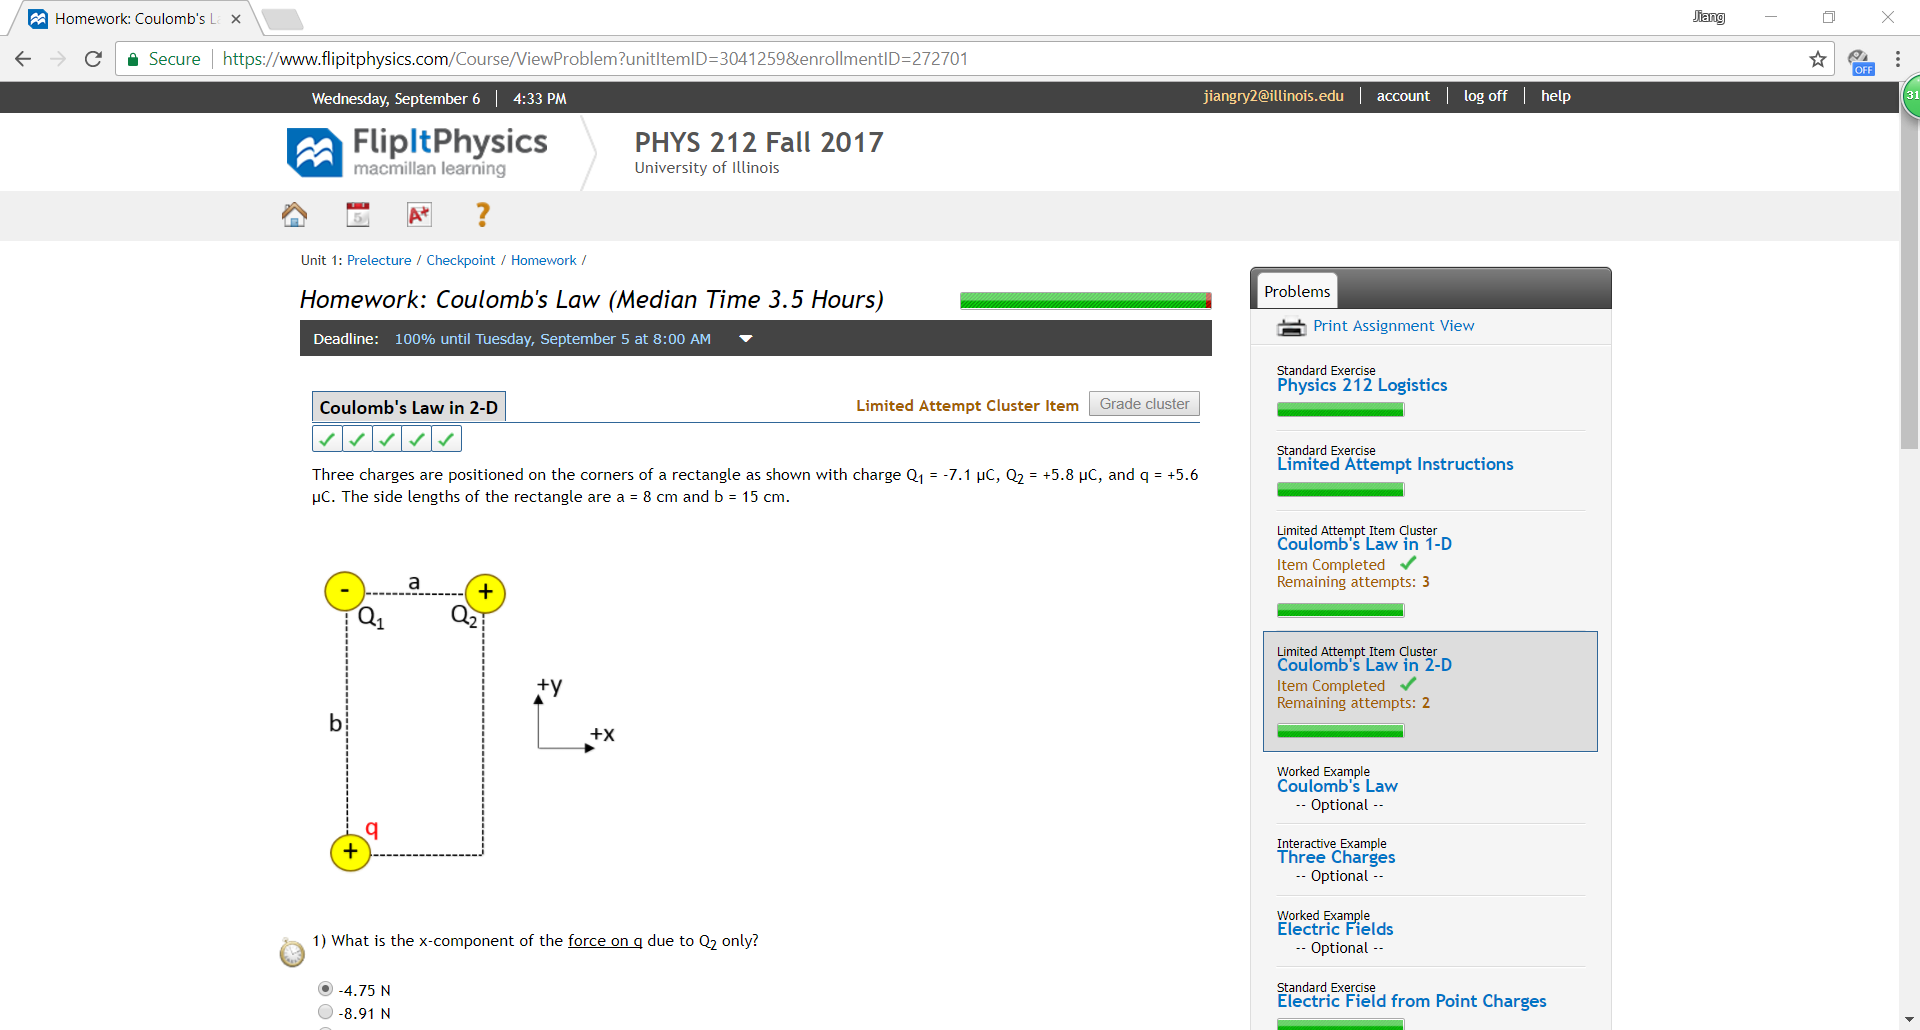 Homework: Coulomb's L
Jiang
Secure
https://www.flipitphysics.com/Course/ViewProblem?unitItemID=3041259&enrollmentID=272701
OFF
31
Wednesday, September 6 | 4:33 PM
jiangry2@illinois.edu | account | log off | help
FlipItPhysics
macmillan learning
PHYS 212 Fall 2017
University of Illinois
5
A+
?
Unit 1: Prelecture / Checkpoint / Homework /
Homework: Coulomb's Law (Median Time 3.5 Hours)
Deadline: 100% until Tuesday, September 5 at 8:00 AM
Coulomb's Law in 2-D
Limited Attempt Cluster Item
Grade cluster
Three charges are positioned on the corners of a rectangle as shown with charge Q1 = -7.1 μC, Q2 = +5.8 μC, and q = +5.6
μC. The side lengths of the rectangle are a = 8 cm and b = 15 cm.
- a +
Q1 Q2
+y
b
+x
q
+
1) What is the x-component of the force on q due to Q2 only?
-4.75 N
-8.91 N
Problems
Print Assignment View
Standard Exercise
Physics 212 Logistics
Standard Exercise
Limited Attempt Instructions
Limited Attempt Item Cluster
Coulomb's Law in 1-D
Item Completed
Remaining attempts: 3
Limited Attempt Item Cluster
Coulomb's Law in 2-D
Item Completed
Remaining attempts: 2
Worked Example
Coulomb's Law
-- Optional --
Interactive Example
Three Charges
-- Optional --
Worked Example
Electric Fields
-- Optional --
Standard Exercise
Electric Field from Point Charges